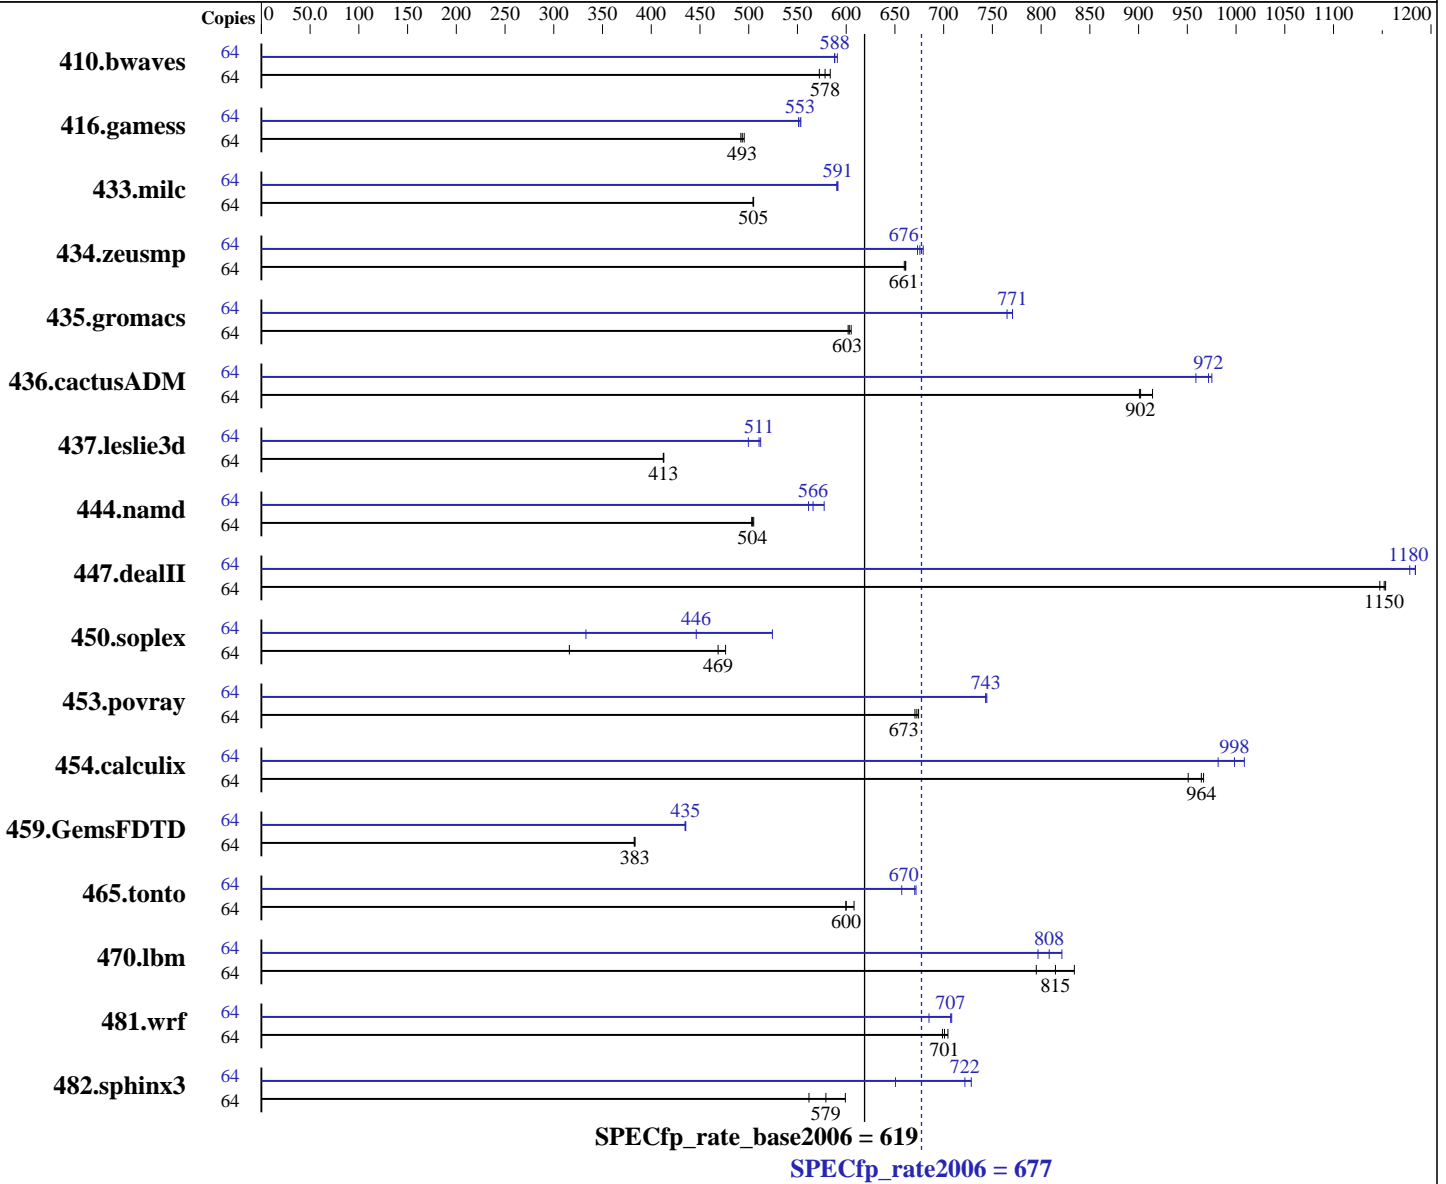 Copies 0 50.0 100 150 200 250 300 350 400 450 500 550 600 650 700 750 800 850 900 950 1000 1050 1100 1200
410.bwaves 64 588
64 578
416.gamess 64 553
64 493
433.milc 64 591
64 505
434.zeusmp 64 676
64 661
435.gromacs 64 771
64 603
436.cactusADM 64 972
64 902
437.leslie3d 64 511
64 413
444.namd 64 566
64 504
447.dealII 64 1180
64 1150
450.soplex 64 446
64 469
453.povray 64 743
64 673
454.calculix 64 998
64 964
459.GemsFDTD 64 435
64 383
465.tonto 64 670
64 600
470.lbm 64 808
64 815
481.wrf 64 707
64 701
482.sphinx3 64 722
64 579
SPECfp_rate_base2006 = 619
SPECfp_rate2006 = 677